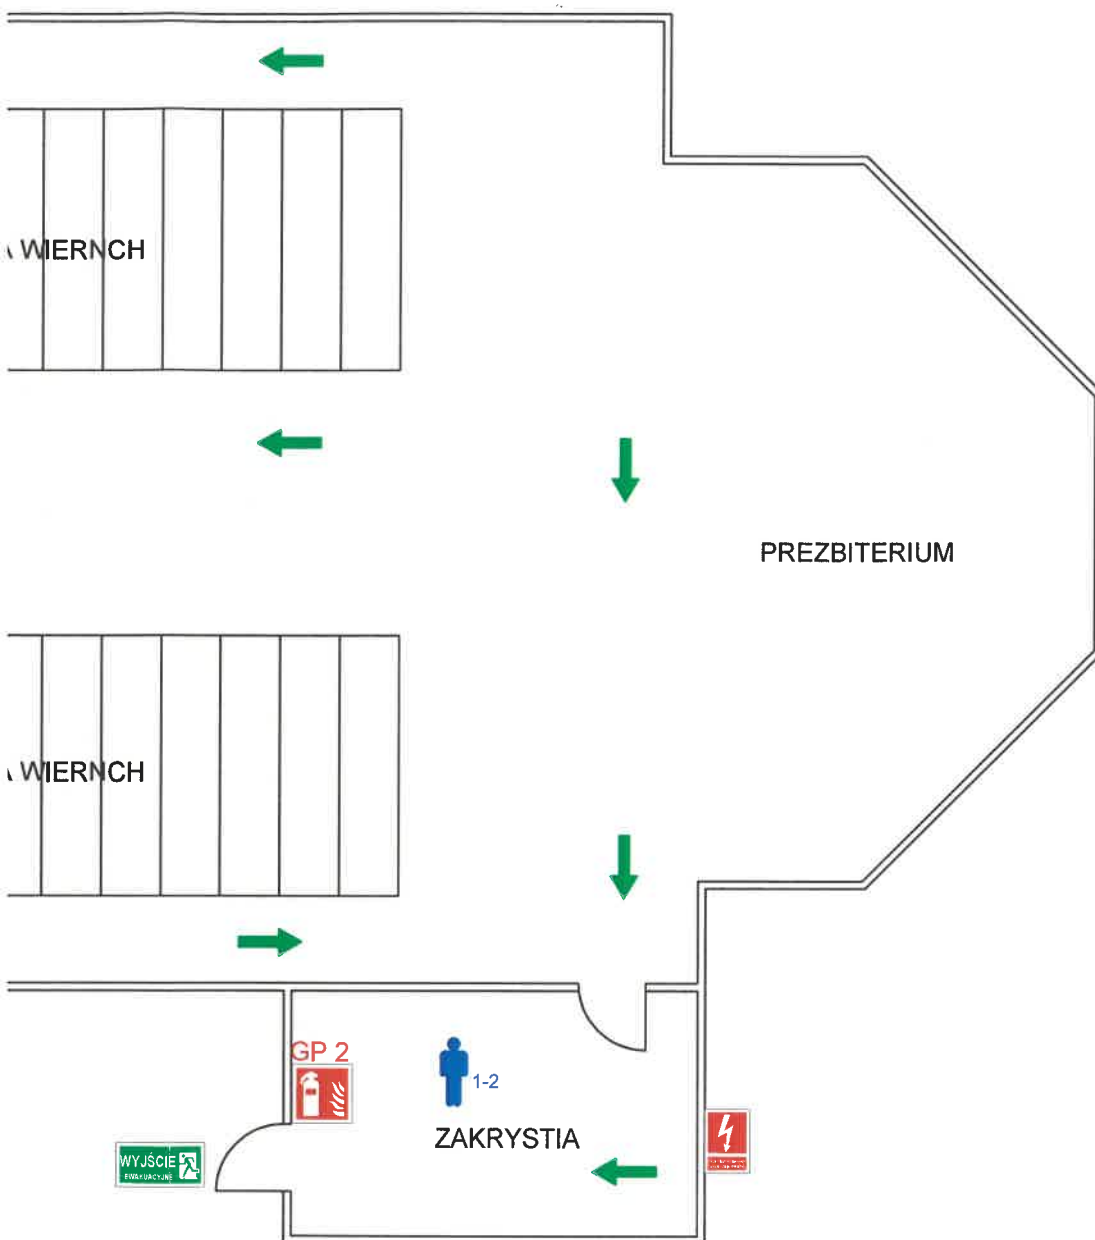 WIERNCH
PREZBITERIUM
WIERNCH
GP 2
1-2
ZAKRYSTIA
WYJŚCIE
EWAKUACYJNE